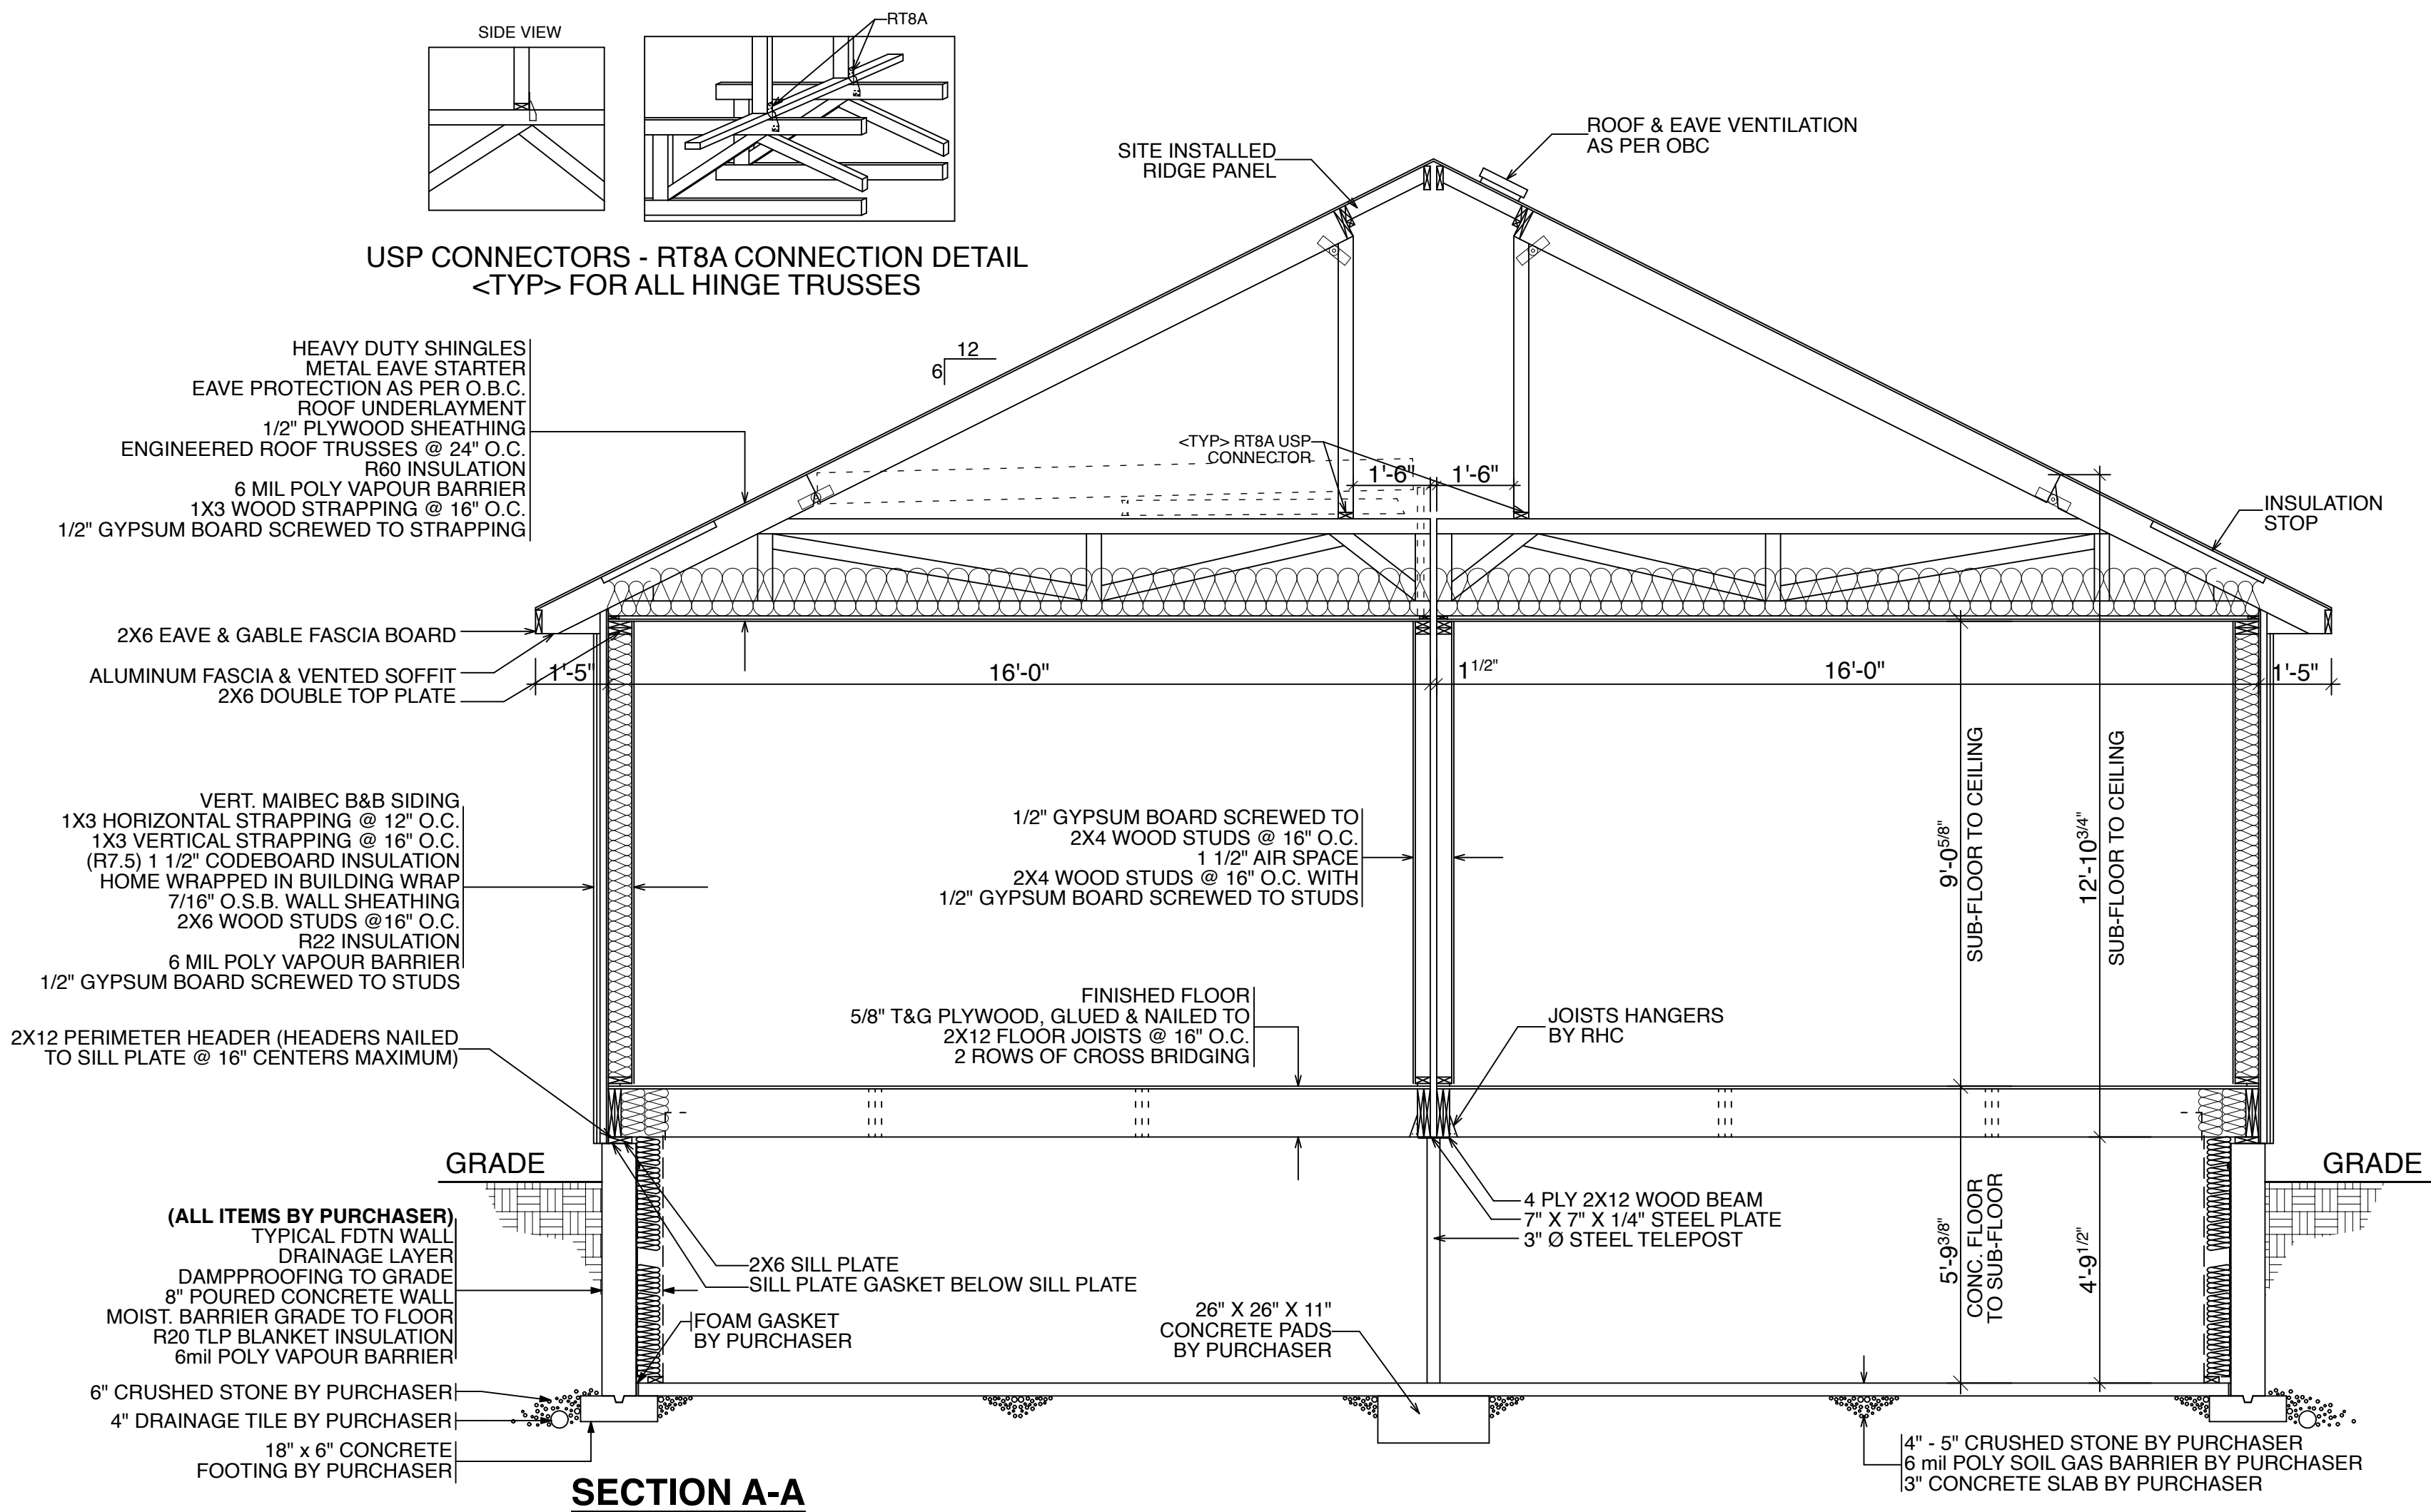 SIDE VIEW
RT8A
USP CONNECTORS - RT8A CONNECTION DETAIL
<TYP> FOR ALL HINGE TRUSSES
SITE INSTALLED
RIDGE PANEL
ROOF & EAVE VENTILATION
AS PER OBC
12
6
HEAVY DUTY SHINGLES
METAL EAVE STARTER
EAVE PROTECTION AS PER O.B.C.
ROOF UNDERLAYMENT
1/2" PLYWOOD SHEATHING
ENGINEERED ROOF TRUSSES @ 24" O.C.
R60 INSULATION
6 MIL POLY VAPOUR BARRIER
1X3 WOOD STRAPPING @ 16" O.C.
1/2" GYPSUM BOARD SCREWED TO STRAPPING
<TYP> RT8A USP
CONNECTOR
1'-6"
1'-6"
INSULATION
STOP
2X6 EAVE & GABLE FASCIA BOARD
ALUMINUM FASCIA & VENTED SOFFIT
2X6 DOUBLE TOP PLATE
1'-5"
16'-0"
1 1/2"
16'-0"
1'-5"
VERT. MAIBEC B&B SIDING
1X3 HORIZONTAL STRAPPING @ 12" O.C.
1X3 VERTICAL STRAPPING @ 16" O.C.
(R7.5) 1 1/2" CODEBOARD INSULATION
HOME WRAPPED IN BUILDING WRAP
7/16" O.S.B. WALL SHEATHING
2X6 WOOD STUDS @16" O.C.
R22 INSULATION
6 MIL POLY VAPOUR BARRIER
1/2" GYPSUM BOARD SCREWED TO STUDS
1/2" GYPSUM BOARD SCREWED TO
2X4 WOOD STUDS @ 16" O.C.
1 1/2" AIR SPACE
2X4 WOOD STUDS @ 16" O.C. WITH
1/2" GYPSUM BOARD SCREWED TO STUDS
9'-0 5/8"
SUB-FLOOR TO CEILING
12'-10 3/4"
SUB-FLOOR TO CEILING
FINISHED FLOOR
5/8" T&G PLYWOOD, GLUED & NAILED TO
2X12 FLOOR JOISTS @ 16" O.C.
2 ROWS OF CROSS BRIDGING
JOISTS HANGERS
BY RHC
2X12 PERIMETER HEADER (HEADERS NAILED
TO SILL PLATE @ 16" CENTERS MAXIMUM)
GRADE
GRADE
(ALL ITEMS BY PURCHASER)
TYPICAL FDTN WALL
DRAINAGE LAYER
DAMPPROOFING TO GRADE
8" POURED CONCRETE WALL
MOIST. BARRIER GRADE TO FLOOR
R20 TLP BLANKET INSULATION
6mil POLY VAPOUR BARRIER
2X6 SILL PLATE
SILL PLATE GASKET BELOW SILL PLATE
FOAM GASKET
BY PURCHASER
4 PLY 2X12 WOOD BEAM
7" X 7" X 1/4" STEEL PLATE
3" Ø STEEL TELEPOST
26" X 26" X 11"
CONCRETE PADS
BY PURCHASER
5'-9 3/8"
CONC. FLOOR
TO SUB-FLOOR
4'-9 1/2"
6" CRUSHED STONE BY PURCHASER
4" DRAINAGE TILE BY PURCHASER
18" x 6" CONCRETE
FOOTING BY PURCHASER
4" - 5" CRUSHED STONE BY PURCHASER
6 mil POLY SOIL GAS BARRIER BY PURCHASER
3" CONCRETE SLAB BY PURCHASER
SECTION A-A